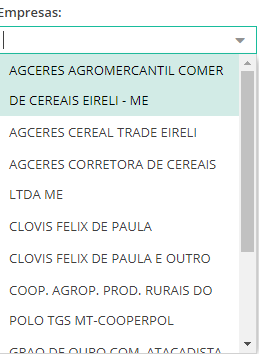 Empresas:
AGCERES AGROMERCANTIL COMER
DE CEREAIS EIRELI - ME
AGCERES CEREAL TRADE EIRELI
AGCERES CORRETORA DE CEREAIS
LTDA ME
CLOVIS FELIX DE PAULA
CLOVIS FELIX DE PAULA E OUTRO
COOP. AGROP. PROD. RURAIS DO
POLO TGS MT-COOPERPOL
GRAO DE OURO COM. ATACADISTA